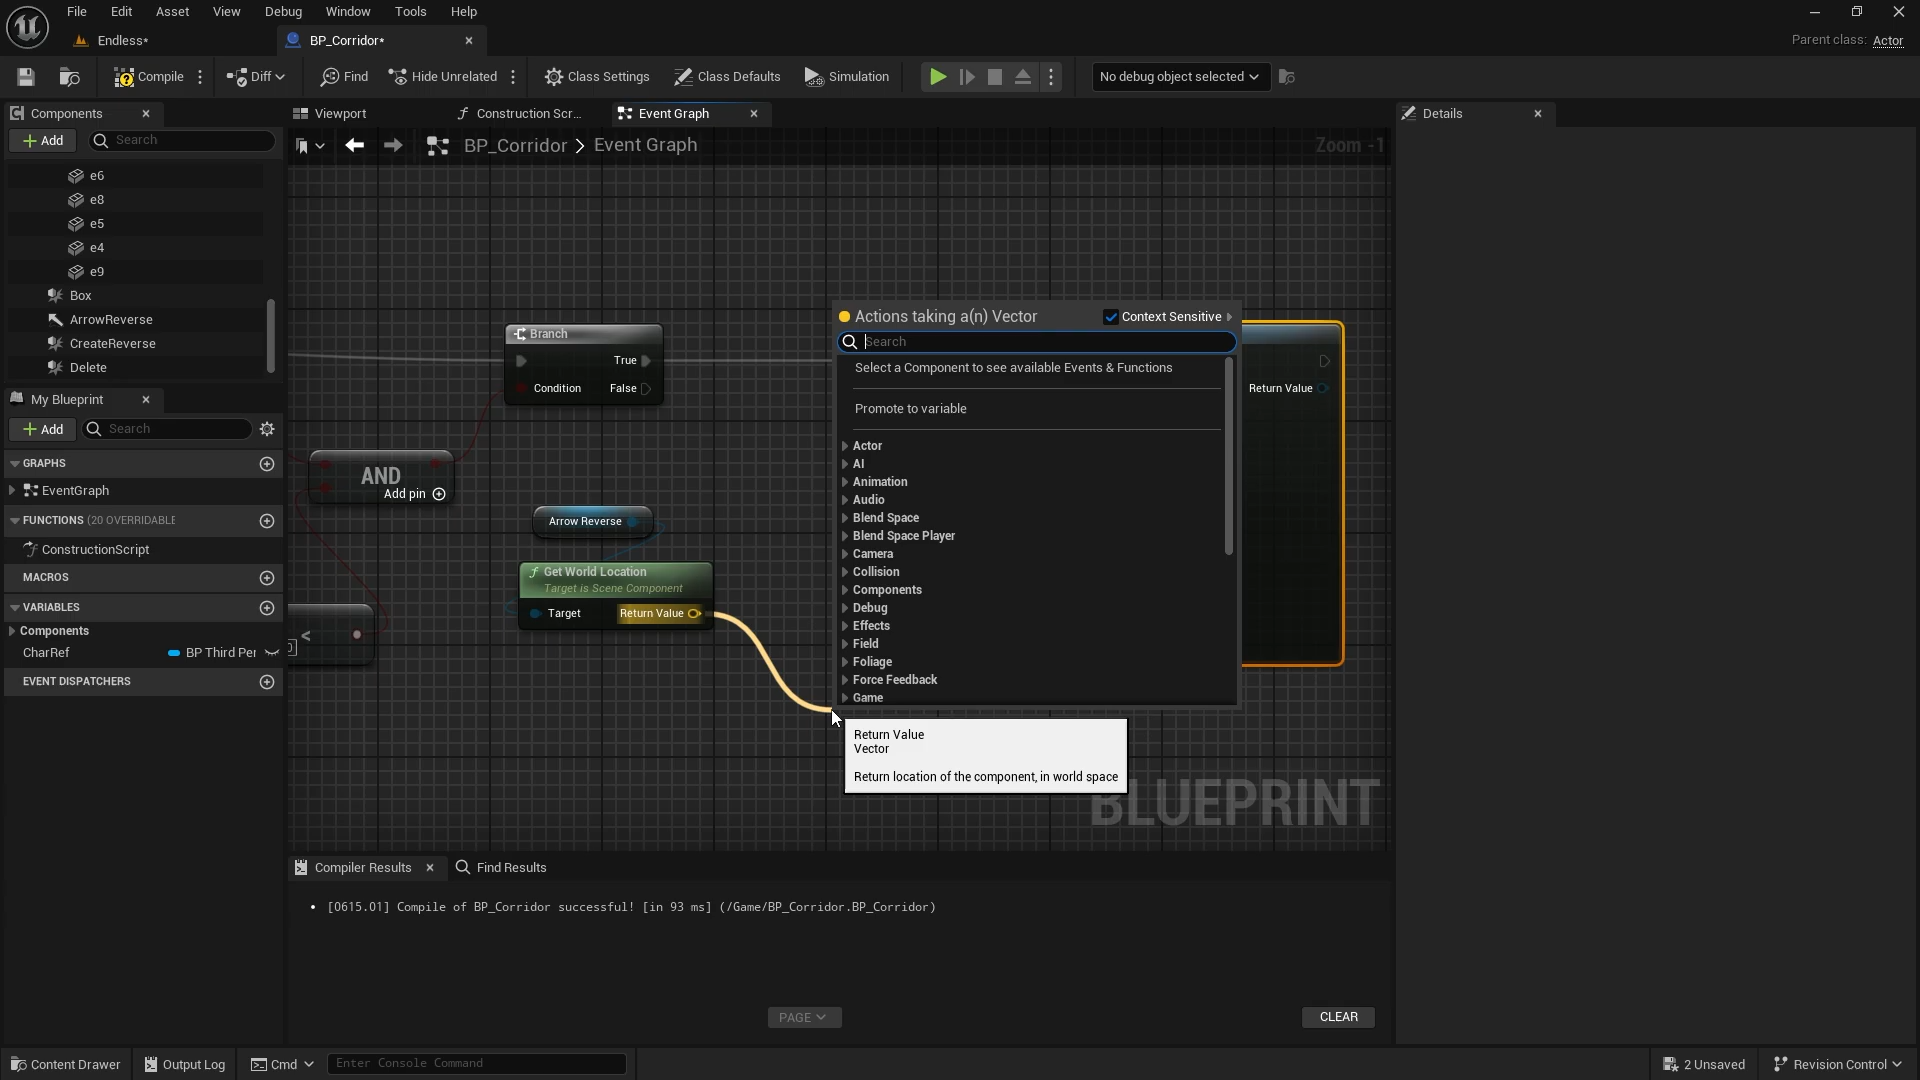 File Edit Asset View Debug Window Tools Help
Endless*
BP_Corridor*
Parent class: Actor
Compile
Diff
Find
Hide Unrelated
Class Settings
Class Defaults
Simulation
No debug object selected
Components
Add
Search
e6
e8
e5
e4
e9
Box
ArrowReverse
CreateReverse
Delete
My Blueprint
Add
Search
GRAPHS
EventGraph
FUNCTIONS (20 OVERRIDABLE
ConstructionScript
MACROS
VARIABLES
Components
CharRef BP Third Per
EVENT DISPATCHERS
Viewport
Construction Scr...
Event Graph
BP_Corridor > Event Graph
Zoom -1
Branch
True
Condition False
AND
Add pin
Arrow Reverse
Get World Location
Target is Scene Component
Target Return Value
<
Return Value
Actions taking a(n) Vector
Context Sensitive
Search
Select a Component to see available Events & Functions
Promote to variable
Actor
AI
Animation
Audio
Blend Space
Blend Space Player
Camera
Collision
Components
Debug
Effects
Field
Foliage
Force Feedback
Game
Return Value
Vector
Return location of the component, in world space
BLUEPRINT
Compiler Results
Find Results
[0615.01] Compile of BP_Corridor successful! [in 93 ms] (/Game/BP_Corridor.BP_Corridor)
PAGE
CLEAR
Details
Content Drawer
Output Log
Cmd
Enter Console Command
2 Unsaved
Revision Control